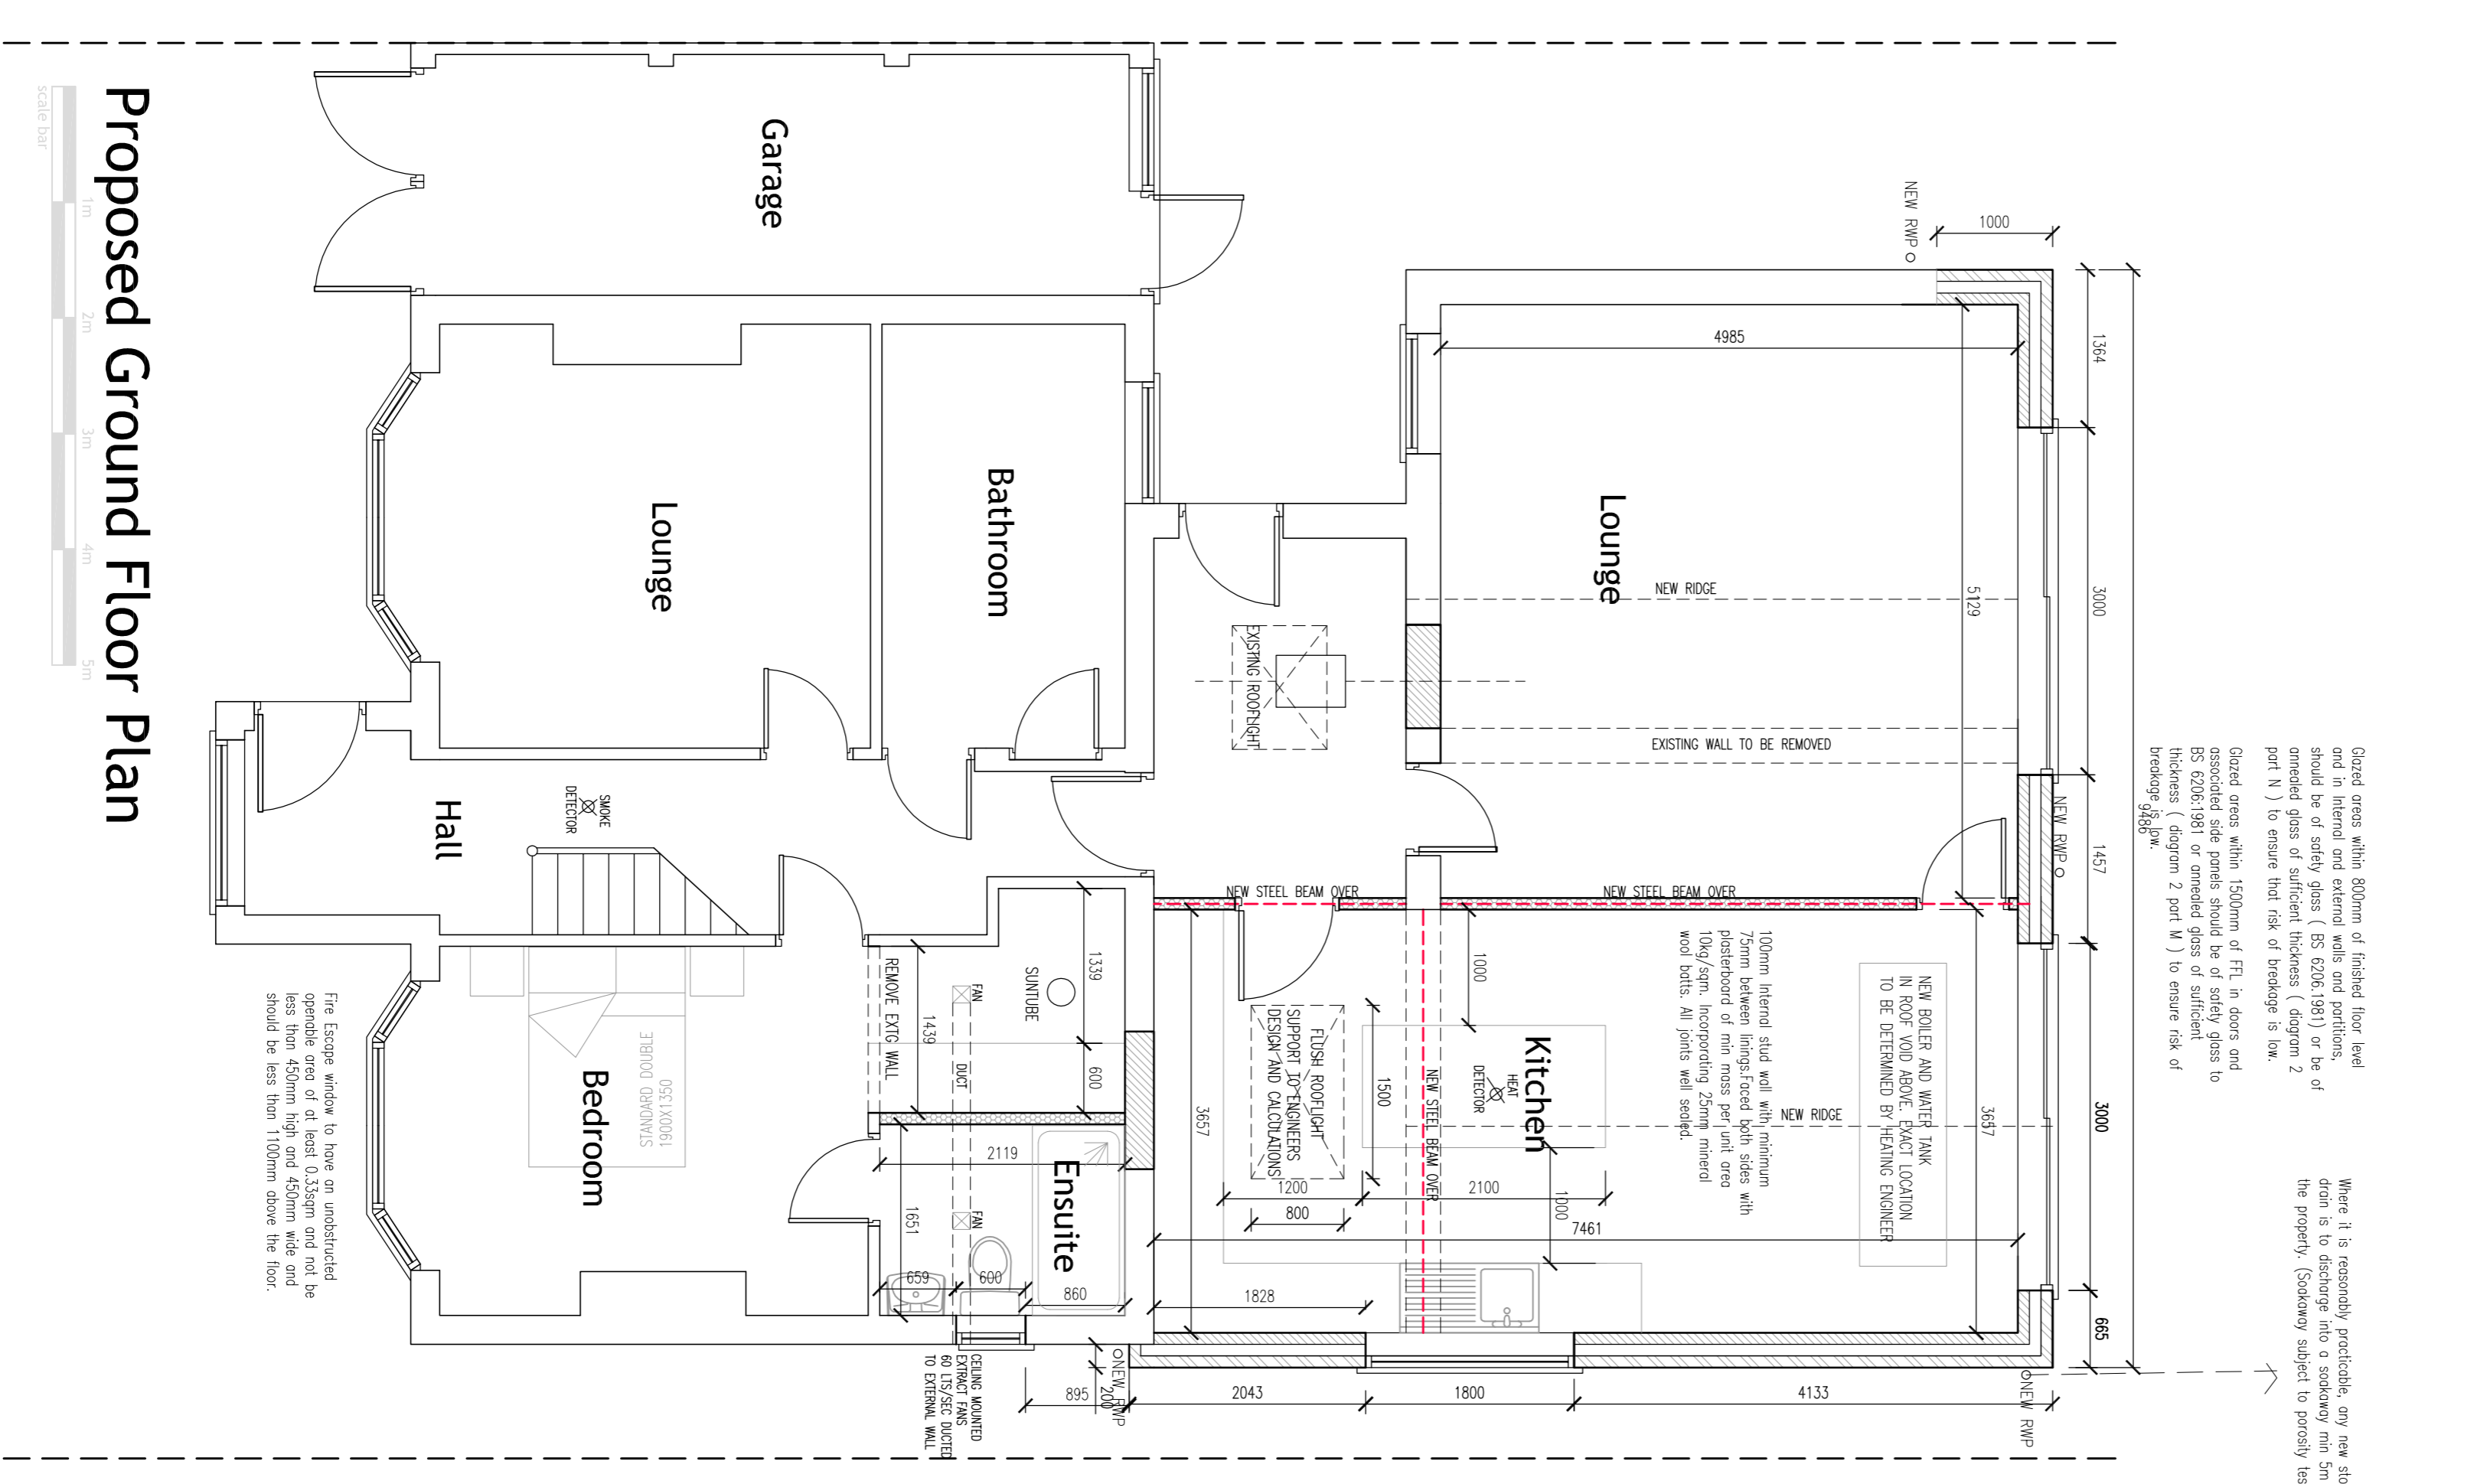 Proposed Ground Floor Plan
scale bar
1m
2m
3m
4m
5m
Garage
Lounge
Bathroom
Hall
SMOKE
DETECTOR
Bedroom
STANDARD DOUBLE
1900X1350
Fire Escape window to have an unobstructed
openable area of at least 0.33sqm and not be
less than 450mm high and 450mm wide and
should be less than 1100mm above the floor.
REMOVE EXTG WALL
1439
FAN
DUCT
FAN
SUNTUBE
1339
600
2119
Ensuite
1651
659
600
860
CEILING MOUNTED
EXTRACT FANS
60 LTS/SEC DUCTED
TO EXTERNAL WALL
895
200
NEW RWP
2043
1800
4133
NEW RWP
EXISTING ROOFLIGHT
Lounge
4985
5129
NEW RIDGE
EXISTING WALL TO BE REMOVED
NEW STEEL BEAM OVER
NEW STEEL BEAM OVER
NEW RWP
1000
1364
3000
1457
3000
665
9486
NEW RWP
Kitchen
HEAT
DETECTOR
NEW STEEL BEAM OVER
NEW RIDGE
FLUSH ROOFLIGHT
SUPPORT TO ENGINEERS
DESIGN AND CALCULATIONS
1000
1500
3657
3657
1200
800
2100
1000
7461
1828
100mm Internal stud wall with minimum
75mm between linings.Faced both sides with
plasterboard of min mass per unit area
10kg/sqm. Incorporating 25mm mineral
wool batts. All joints well sealed.
NEW BOILER AND WATER TANK
IN ROOF VOID ABOVE. EXACT LOCATION
TO BE DETERMINED BY HEATING ENGINEER
Glazed areas within 800mm of finished floor level
and in Internal and external walls and partitions,
should be of safety glass ( BS 6206.1981) or be of
annealed glass of sufficient thickness ( diagram 2
part N ) to ensure that risk of breakage is low.
Glazed areas within 1500mm of FFL in doors and
associated side panels should be of safety glass to
BS 6206:1981 or annealed glass of sufficient
thickness ( diagram 2 part M ) to ensure risk of
breakage is low.
Where it is reasonably practicable, any new sto
drain is to discharge into a soakaway min 5m
the property. (Soakaway subject to porosity tes